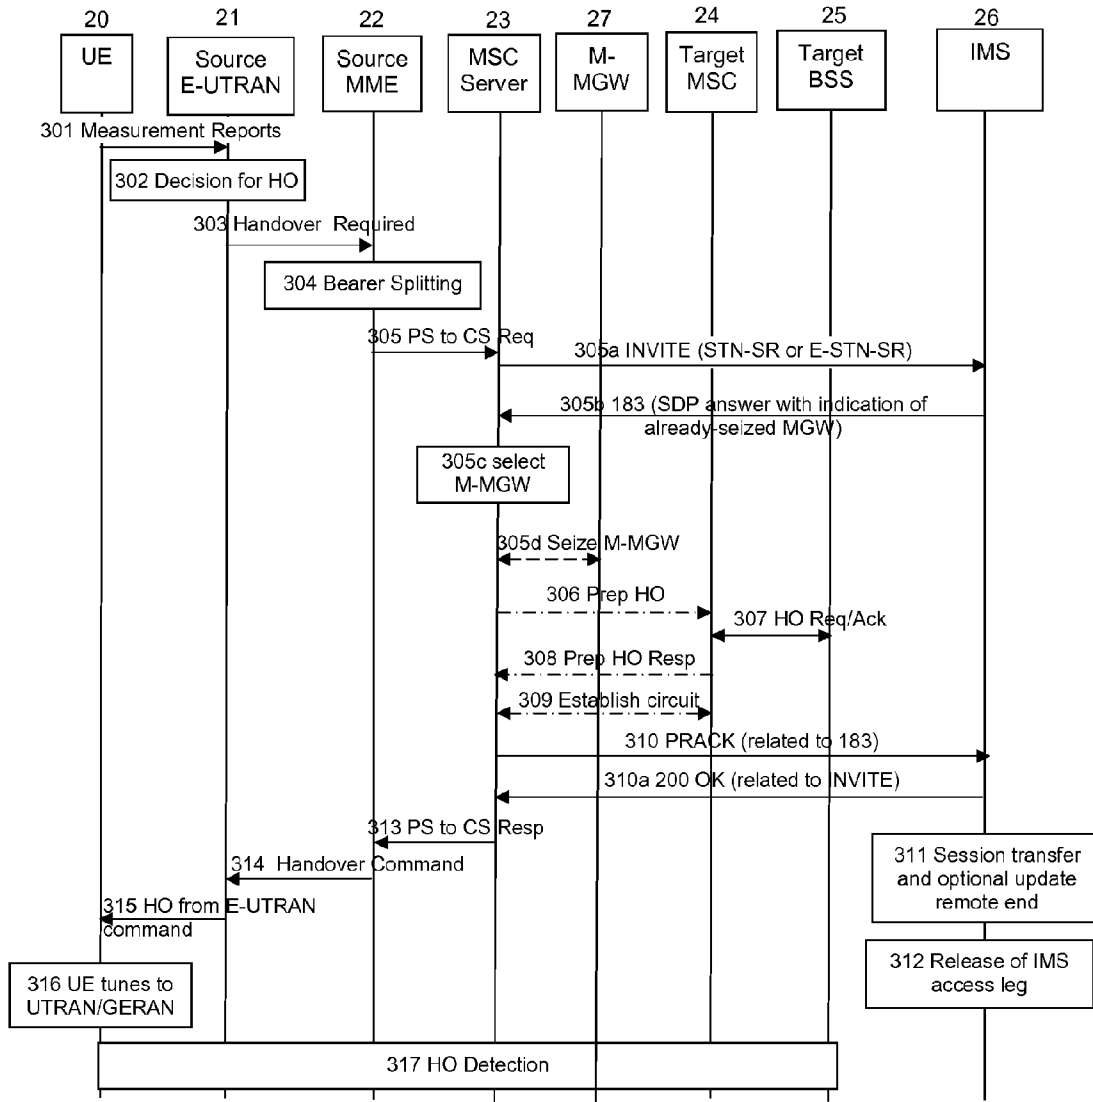 20 21 22 23 27 24 25 26
UE
Source
E-UTRAN
Source
MME
MSC
Server
M-
MGW
Target
MSC
Target
BSS
IMS
301 Measurement Reports
302 Decision for HO
303 Handover Required
304 Bearer Splitting
305 PS to CS Req
305a INVITE (STN-SR or E-STN-SR)
305b 183 (SDP answer with indication of
already-seized MGW)
305c select
M-MGW
305d Seize M-MGW
306 Prep HO
307 HO Req/Ack
308 Prep HO Resp
309 Establish circuit
310 PRACK (related to 183)
310a 200 OK (related to INVITE)
313 PS to CS Resp
311 Session transfer
and optional update
remote end
314 Handover Command
315 HO from E-UTRAN
command
312 Release of IMS
access leg
316 UE tunes to
UTRAN/GERAN
317 HO Detection